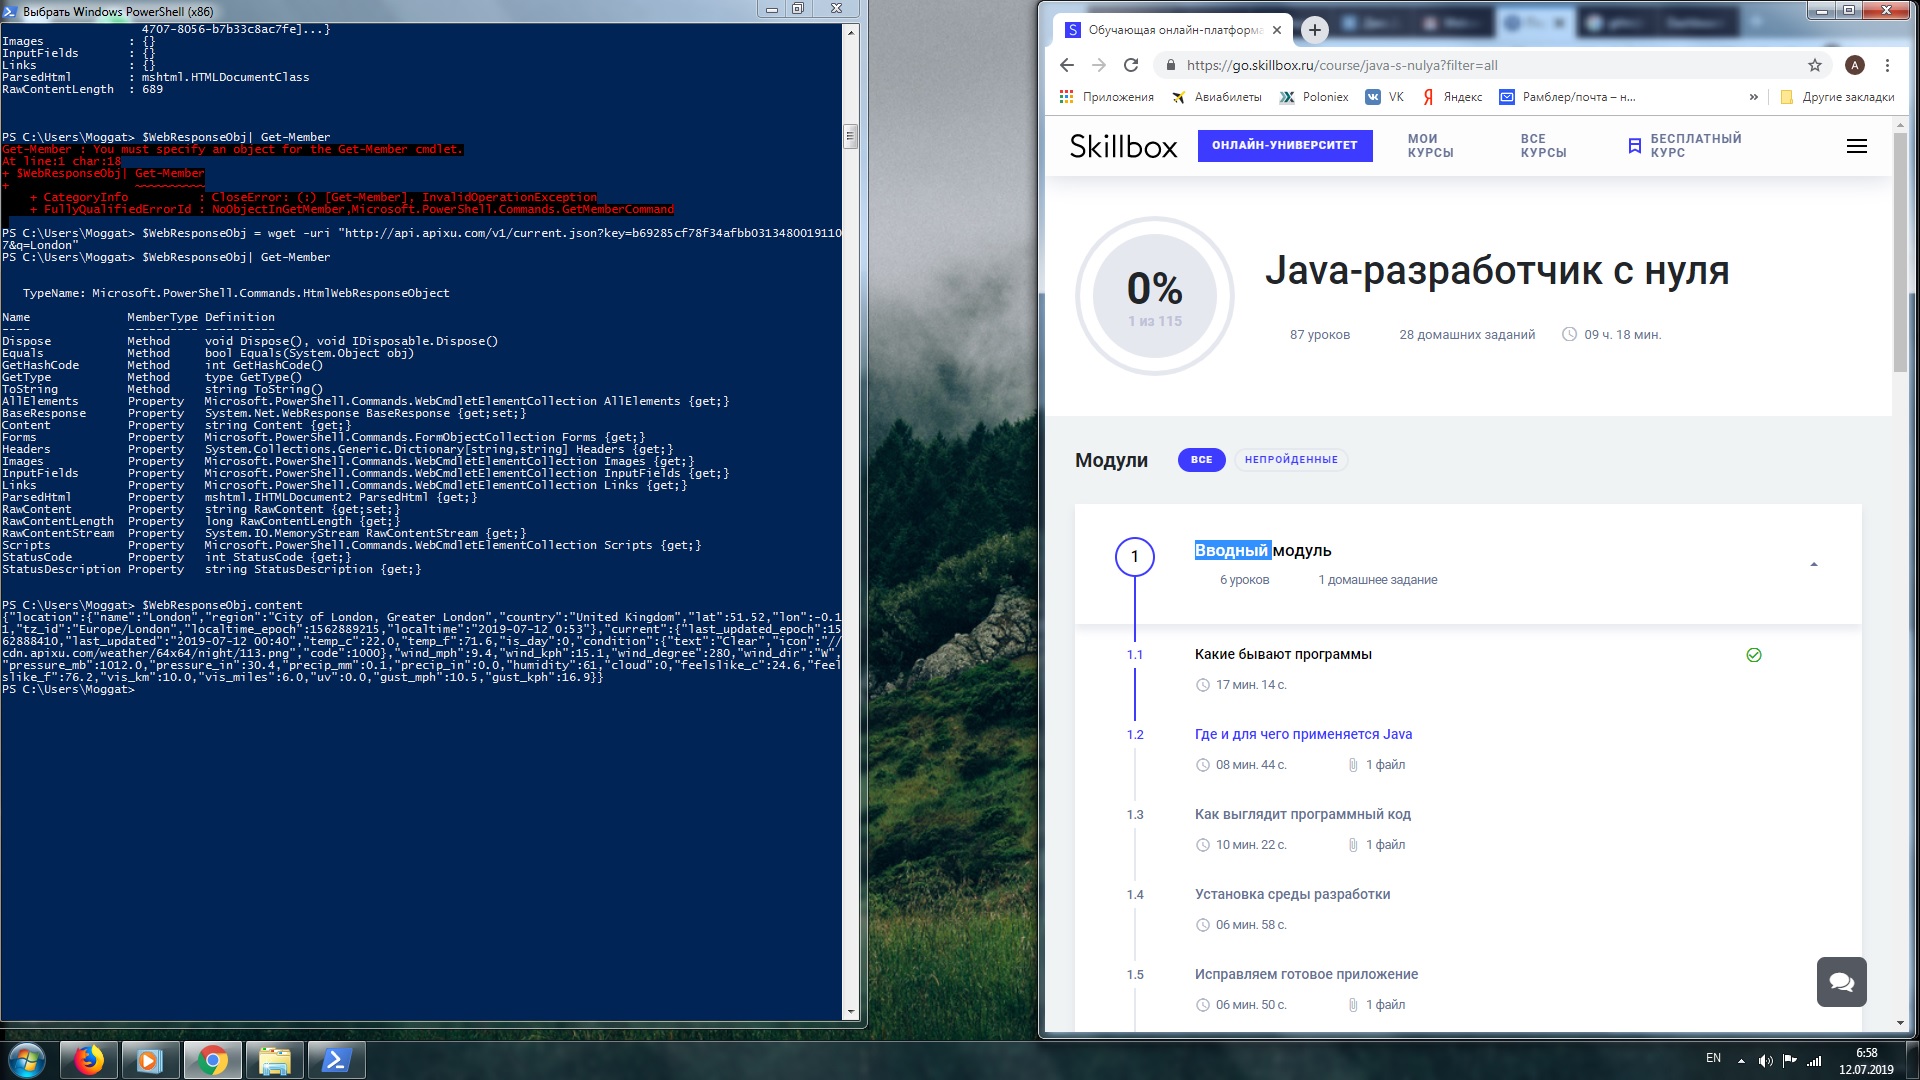 Выбрать Windows PowerShell (x86)
4707-8056-b7b33c8ac7fe]...}
Images : {}
InputFields : {}
Links : {}
ParsedHtml : mshtml.HTMLDocumentClass
RawContentLength : 689
PS C:\Users\Moggat> $WebResponseObj| Get-Member
Get-Member : You must specify an object for the Get-Member cmdlet.
At line:1 char:18
+ $WebResponseObj| Get-Member
+ ~~~~~~~~~~
+ CategoryInfo : CloseError: (:) [Get-Member], InvalidOperationException
+ FullyQualifiedErrorId : NoObjectInGetMember,Microsoft.PowerShell.Commands.GetMemberCommand
PS C:\Users\Moggat> $WebResponseObj = wget -uri "http://api.apixu.com/v1/current.json?key=b69285cf78f34afbb0313480019110
7&q=London"
PS C:\Users\Moggat> $WebResponseObj| Get-Member
TypeName: Microsoft.PowerShell.Commands.HtmlWebResponseObject
Name MemberType Definition
---- ---------- ----------
Dispose Method void Dispose(), void IDisposable.Dispose()
Equals Method bool Equals(System.Object obj)
GetHashCode Method int GetHashCode()
GetType Method type GetType()
ToString Method string ToString()
AllElements Property Microsoft.PowerShell.Commands.WebCmdletElementCollection AllElements {get;}
BaseResponse Property System.Net.WebResponse BaseResponse {get;set;}
Content Property string Content {get;}
Forms Property Microsoft.PowerShell.Commands.FormObjectCollection Forms {get;}
Headers Property System.Collections.Generic.Dictionary[string,string] Headers {get;}
Images Property Microsoft.PowerShell.Commands.WebCmdletElementCollection Images {get;}
InputFields Property Microsoft.PowerShell.Commands.WebCmdletElementCollection InputFields {get;}
Links Property Microsoft.PowerShell.Commands.WebCmdletElementCollection Links {get;}
ParsedHtml Property mshtml.IHTMLDocument2 ParsedHtml {get;}
RawContent Property string RawContent {get;set;}
RawContentLength Property long RawContentLength {get;}
RawContentStream Property System.IO.MemoryStream RawContentStream {get;}
Scripts Property Microsoft.PowerShell.Commands.WebCmdletElementCollection Scripts {get;}
StatusCode Property int StatusCode {get;}
StatusDescription Property string StatusDescription {get;}
PS C:\Users\Moggat> $WebResponseObj.content
{"location":{"name":"London","region":"City of London, Greater London","country":"United Kingdom","lat":51.52,"lon":-0.1
1,"tz_id":"Europe/London","localtime_epoch":1562889215,"localtime":"2019-07-12 0:53"},"current":{"last_updated_epoch":15
62888410,"last_updated":"2019-07-12 00:40","temp_c":22.0,"temp_f":71.6,"is_day":0,"condition":{"text":"Clear","icon":"//
cdn.apixu.com/weather/64x64/night/113.png","code":1000},"wind_mph":9.4,"wind_kph":15.1,"wind_degree":280,"wind_dir":"W",
"pressure_mb":1012.0,"pressure_in":30.4,"precip_mm":0.1,"precip_in":0.0,"humidity":61,"cloud":0,"feelslike_c":24.6,"feel
slike_f":76.2,"vis_km":10.0,"vis_miles":6.0,"uv":0.0,"gust_mph":10.5,"gust_kph":16.9}}
PS C:\Users\Moggat>
Обучающая онлайн-платформа
https://go.skillbox.ru/course/java-s-nulya?filter=all
A
Приложения Авиабилеты Poloniex VK Яндекс Рамблер/почта – н... » Другие закладки
Skillbox ОНЛАЙН-УНИВЕРСИТЕТ МОИ КУРСЫ ВСЕ КУРСЫ БЕСПЛАТНЫЙ КУРС
0%
1 из 115
Java-разработчик с нуля
87 уроков 28 домашних заданий 09 ч. 18 мин.
Модули ВСЕ НЕПРОЙДЕННЫЕ
1 Вводный модуль
6 уроков 1 домашнее задание
1.1 Какие бывают программы
17 мин. 14 с.
1.2 Где и для чего применяется Java
08 мин. 44 с. 1 файл
1.3 Как выглядит программный код
10 мин. 22 с. 1 файл
1.4 Установка среды разработки
06 мин. 58 с.
1.5 Исправляем готовое приложение
06 мин. 50 с. 1 файл
EN 6:58
12.07.2019